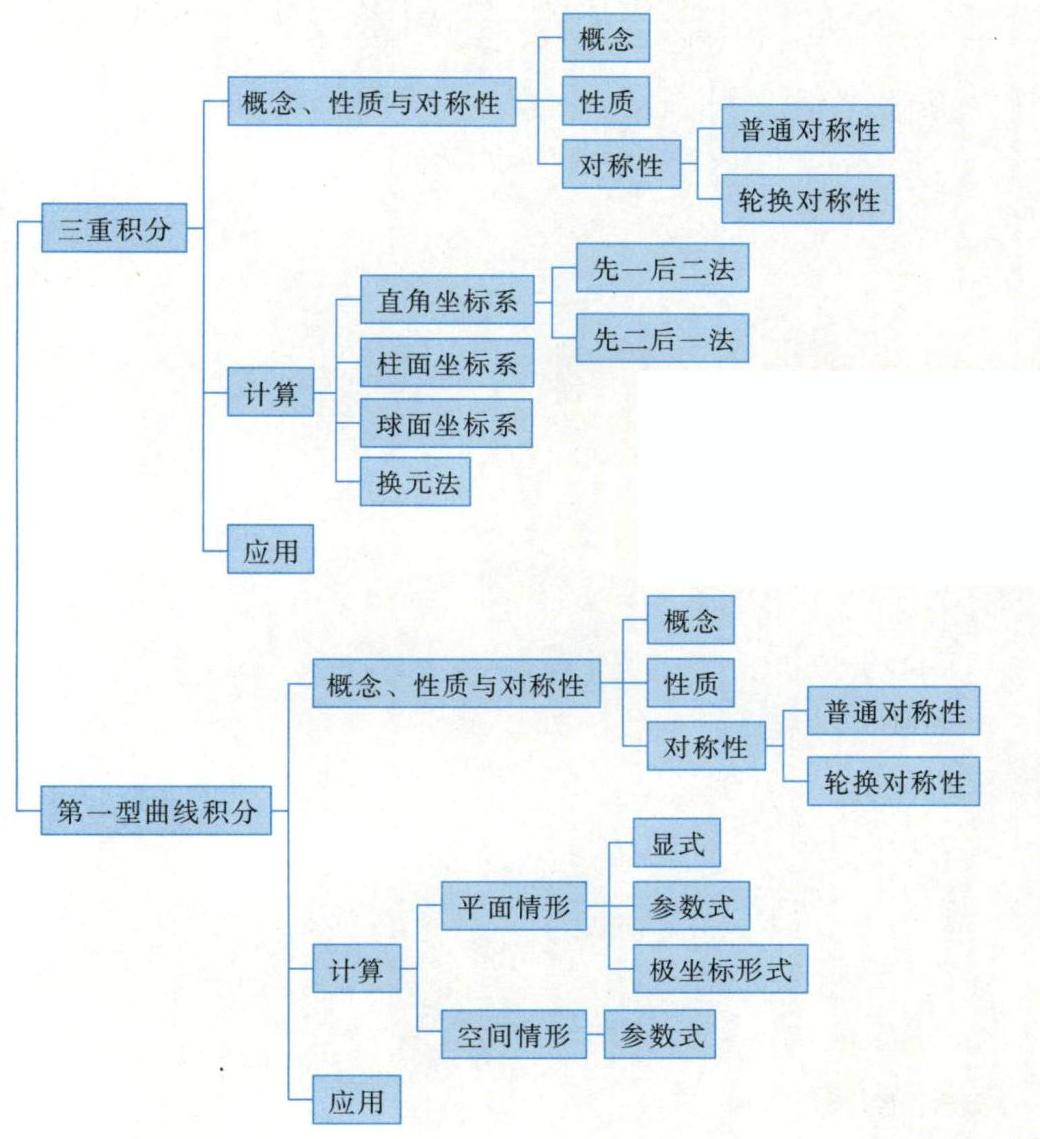 概念
概念、性质与对称性
性质
普通对称性
对称性
轮换对称性
三重积分
先一后二法
直角坐标系
先二后一法
柱面坐标系
计算
球面坐标系
换元法
应用
概念
概念、性质与对称性
性质
普通对称性
对称性
轮换对称性
第一型曲线积分
显式
平面情形
参数式
极坐标形式
计算
空间情形
参数式
应用